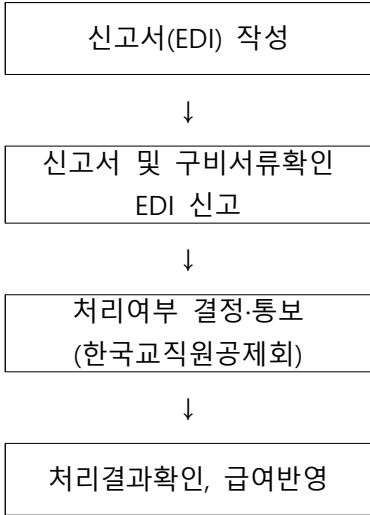 신고서(EDI) 작성
↓
신고서 및 구비서류확인
EDI 신고
↓
처리여부 결정·통보
(한국교직원공제회)
↓
처리결과확인, 급여반영